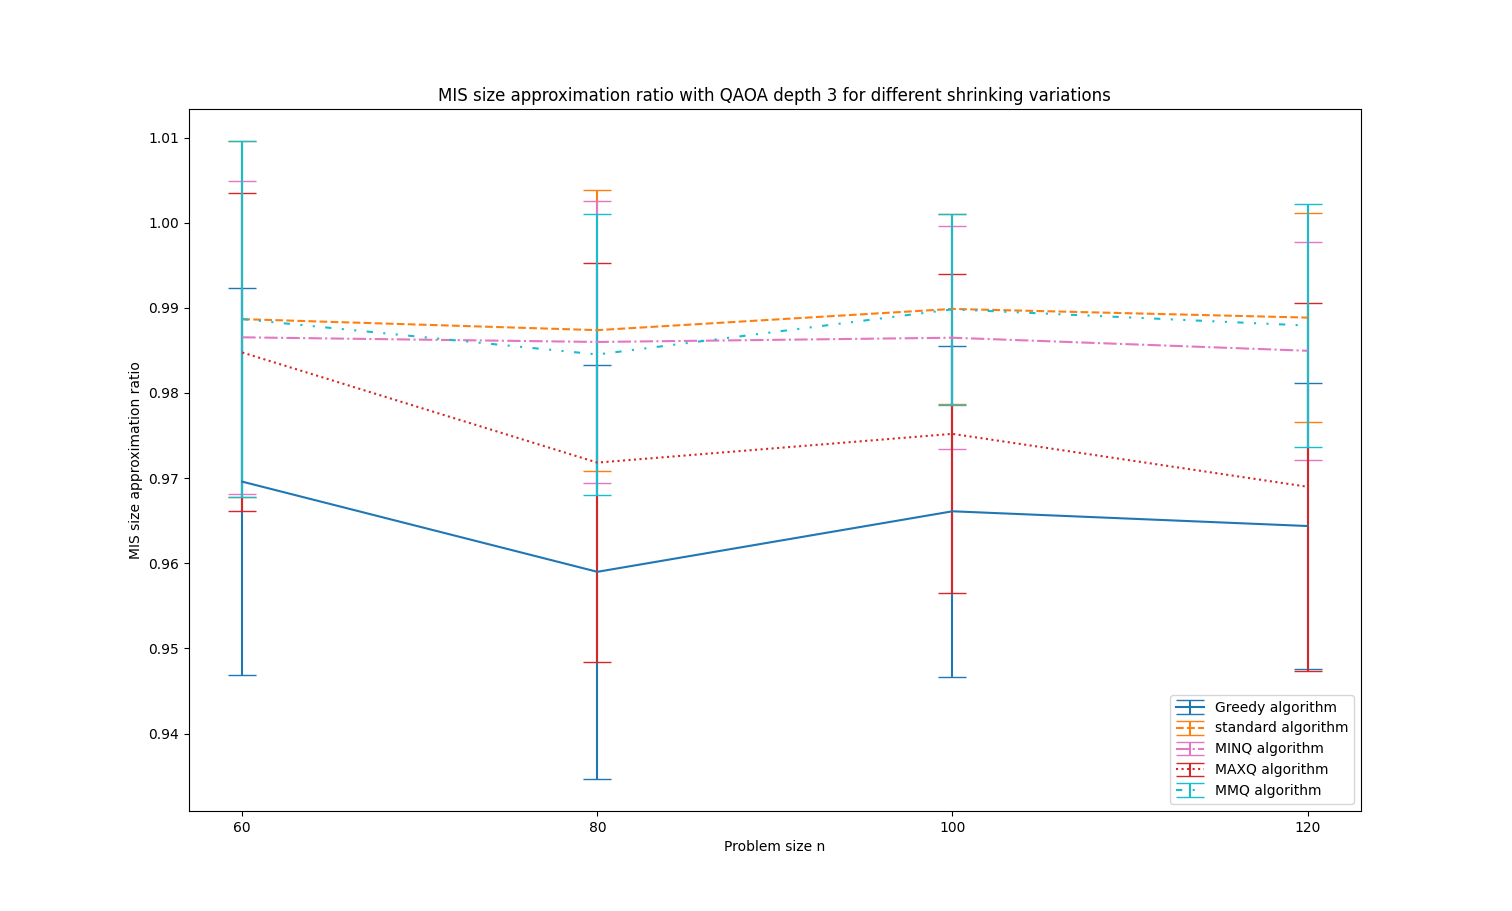 MIS size approximation ratio with QAOA depth 3 for different shrinking variations
MIS size approximation ratio
1.01
1.00
0.99
0.98
0.97
0.96
0.95
0.94
60
80
100
120
Problem size n
Greedy algorithm
standard algorithm
MINQ algorithm
MAXQ algorithm
MMQ algorithm